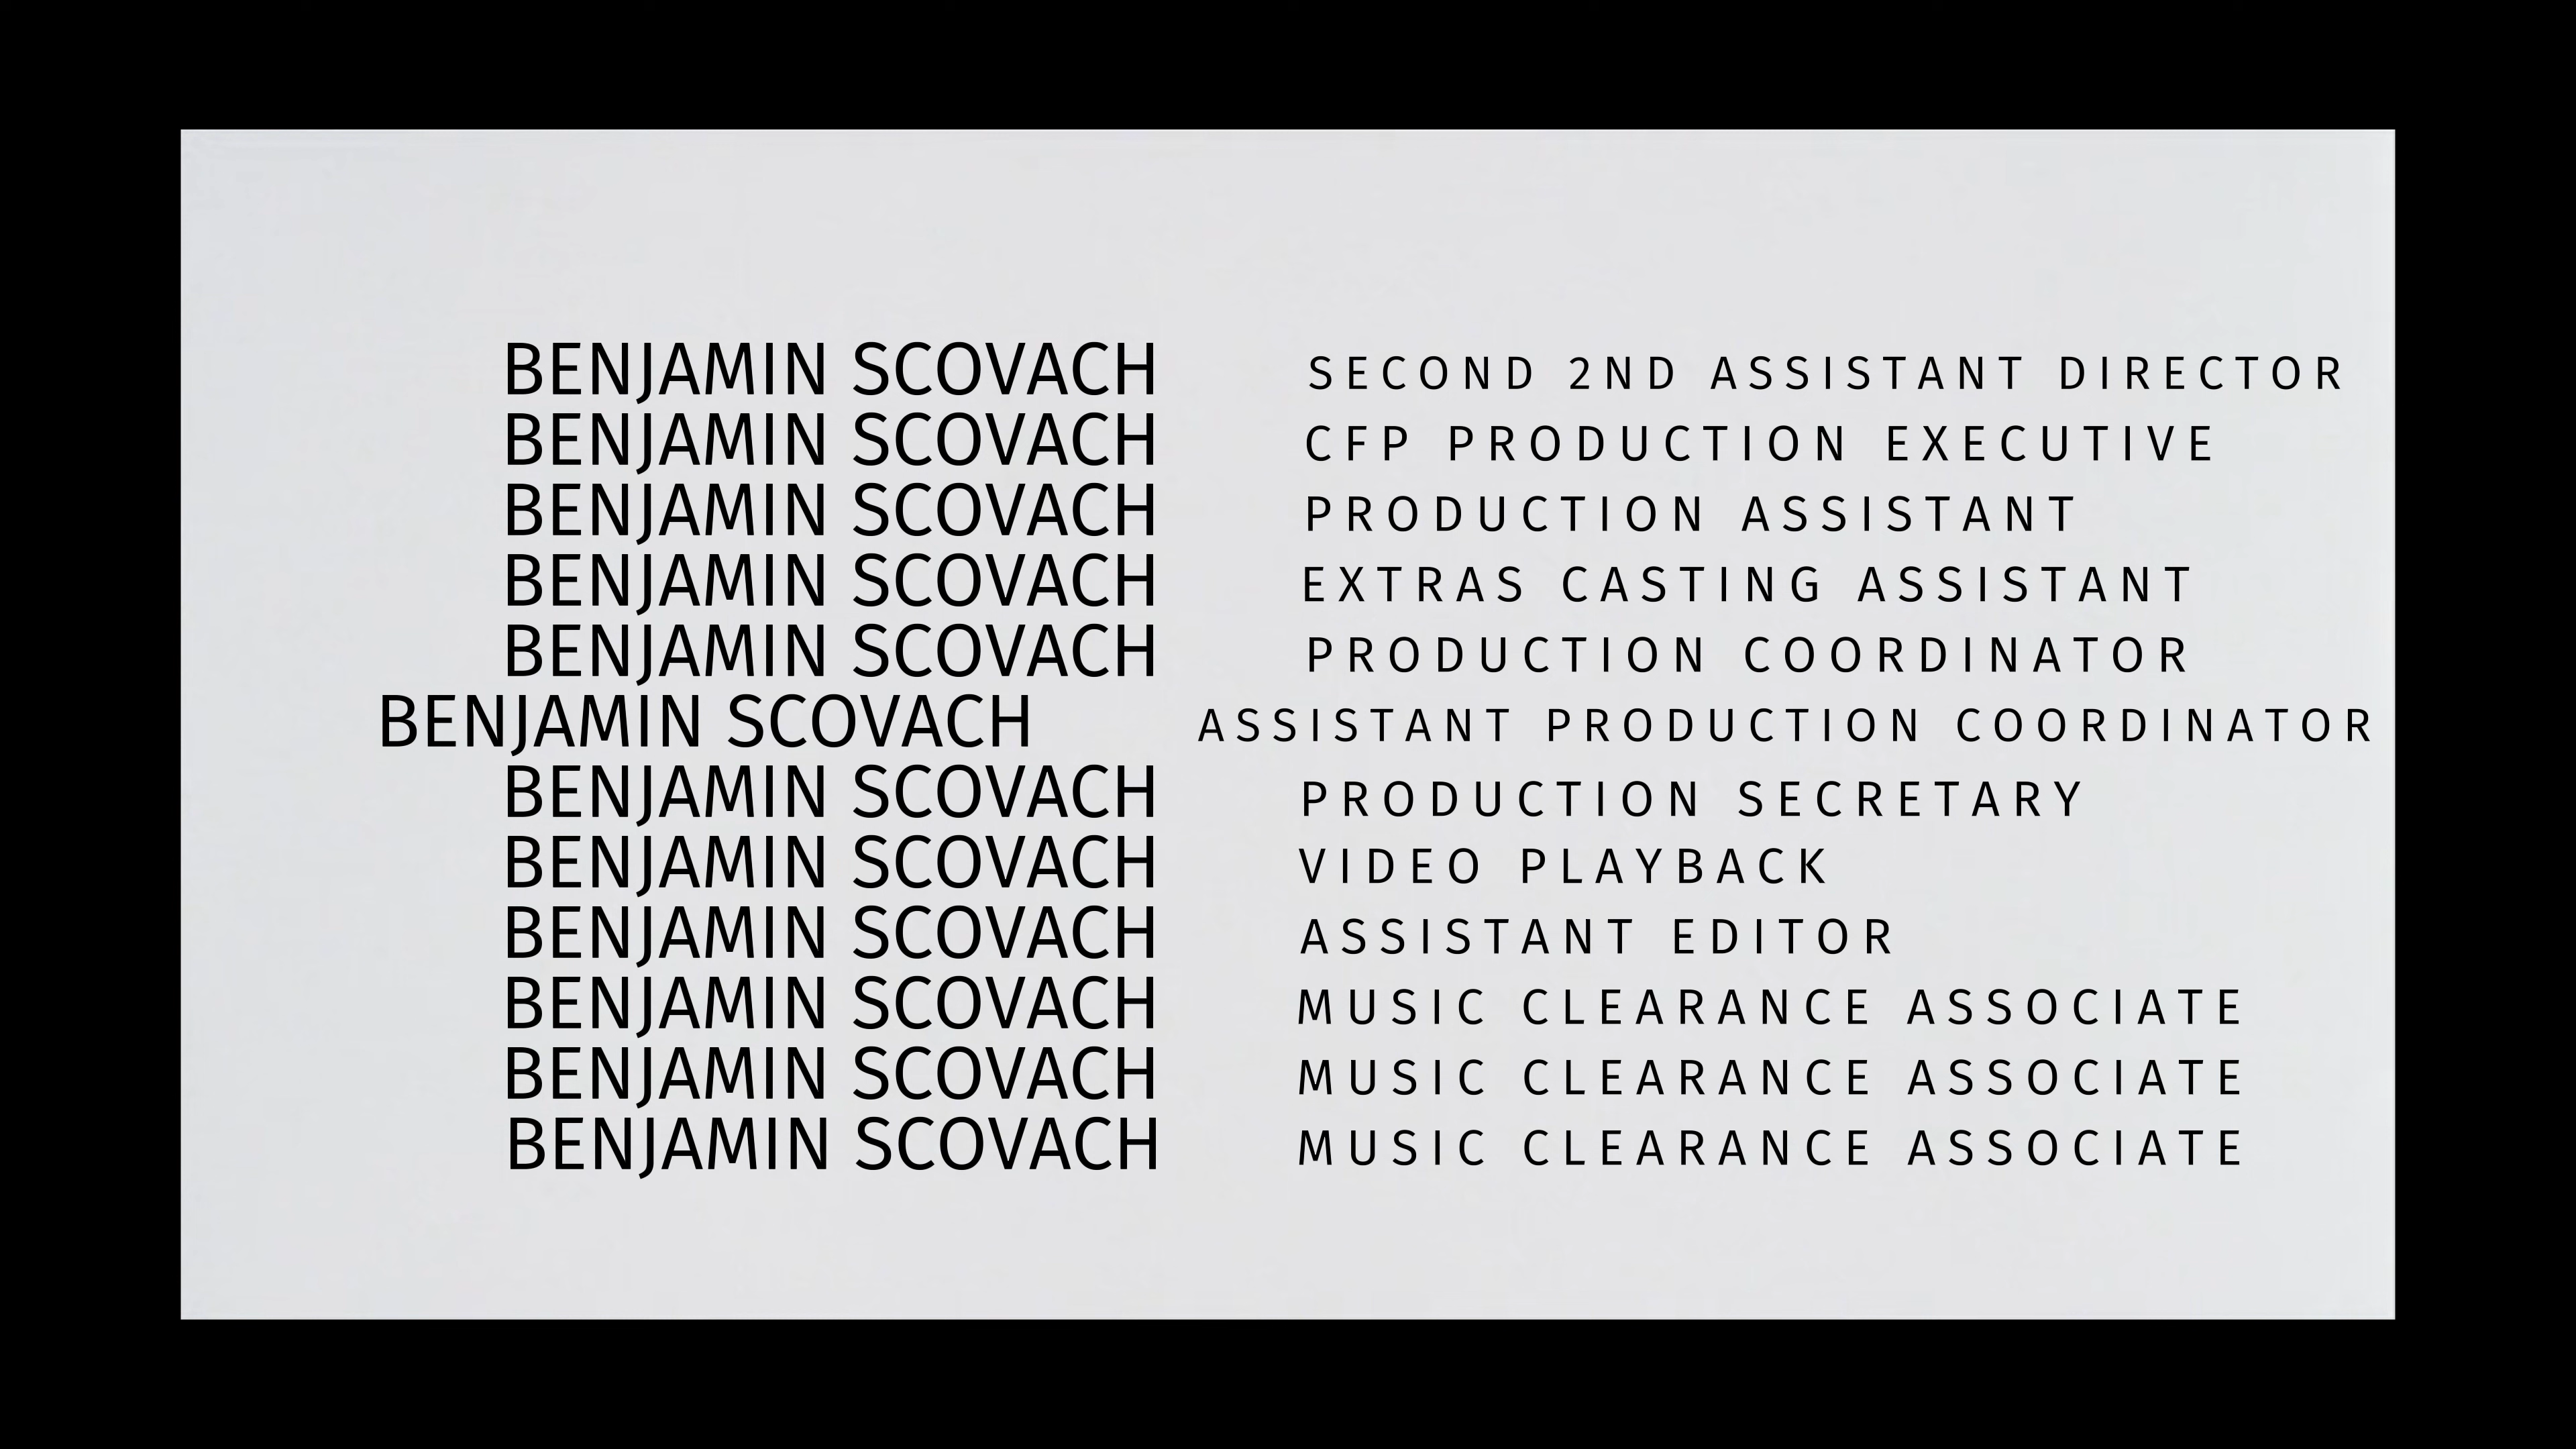 BENJAMIN SCOVACH SECOND 2ND ASSISTANT DIRECTOR
BENJAMIN SCOVACH CFP PRODUCTION EXECUTIVE
BENJAMIN SCOVACH PRODUCTION ASSISTANT
BENJAMIN SCOVACH EXTRAS CASTING ASSISTANT
BENJAMIN SCOVACH PRODUCTION COORDINATOR
BENJAMIN SCOVACH ASSISTANT PRODUCTION COORDINATOR
BENJAMIN SCOVACH PRODUCTION SECRETARY
BENJAMIN SCOVACH VIDEO PLAYBACK
BENJAMIN SCOVACH ASSISTANT EDITOR
BENJAMIN SCOVACH MUSIC CLEARANCE ASSOCIATE
BENJAMIN SCOVACH MUSIC CLEARANCE ASSOCIATE
BENJAMIN SCOVACH MUSIC CLEARANCE ASSOCIATE